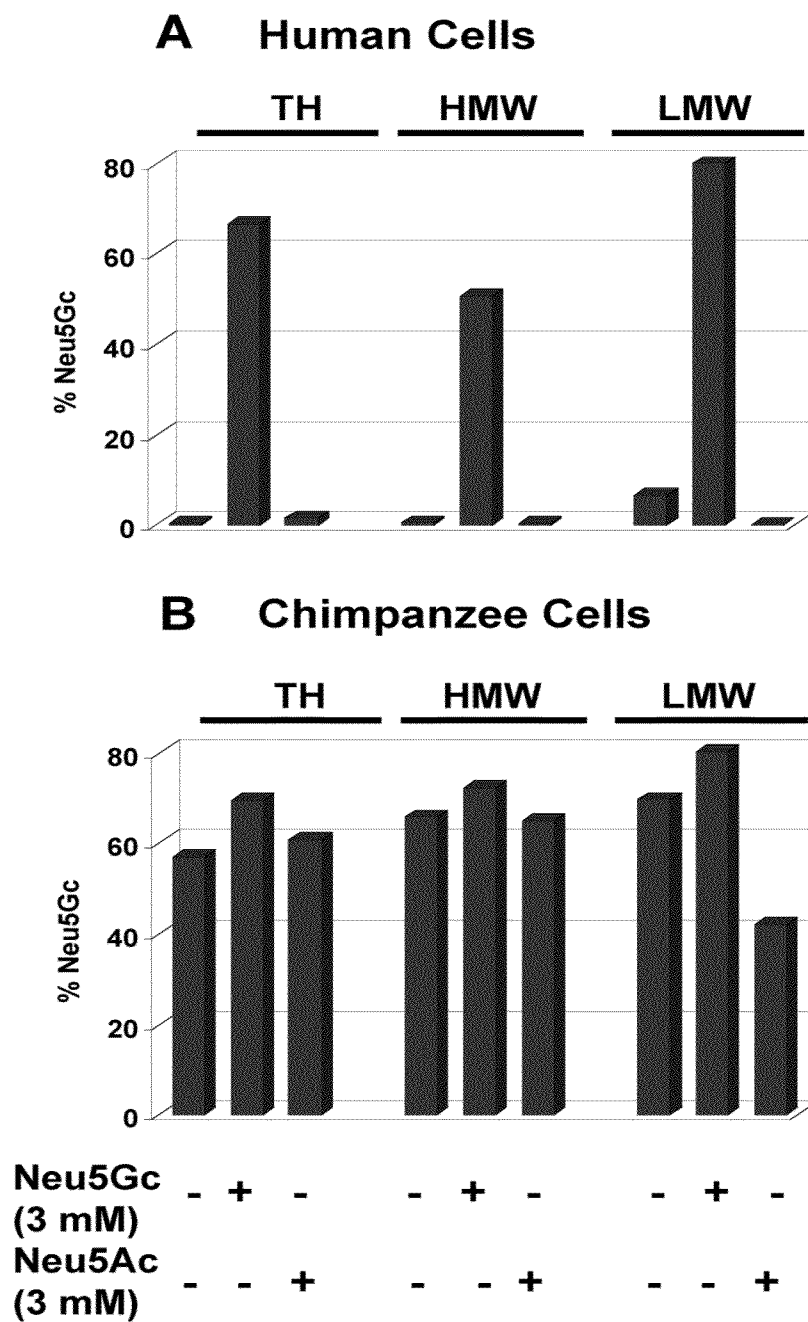 A Human Cells
TH HMW LMW
80
60
40
20
0
% Neu5Gc
B Chimpanzee Cells
TH HMW LMW
80
60
40
20
0
% Neu5Gc
Neu5Gc - + - - + - - + -
(3 mM)
Neu5Ac - - + - - + - - +
(3 mM)